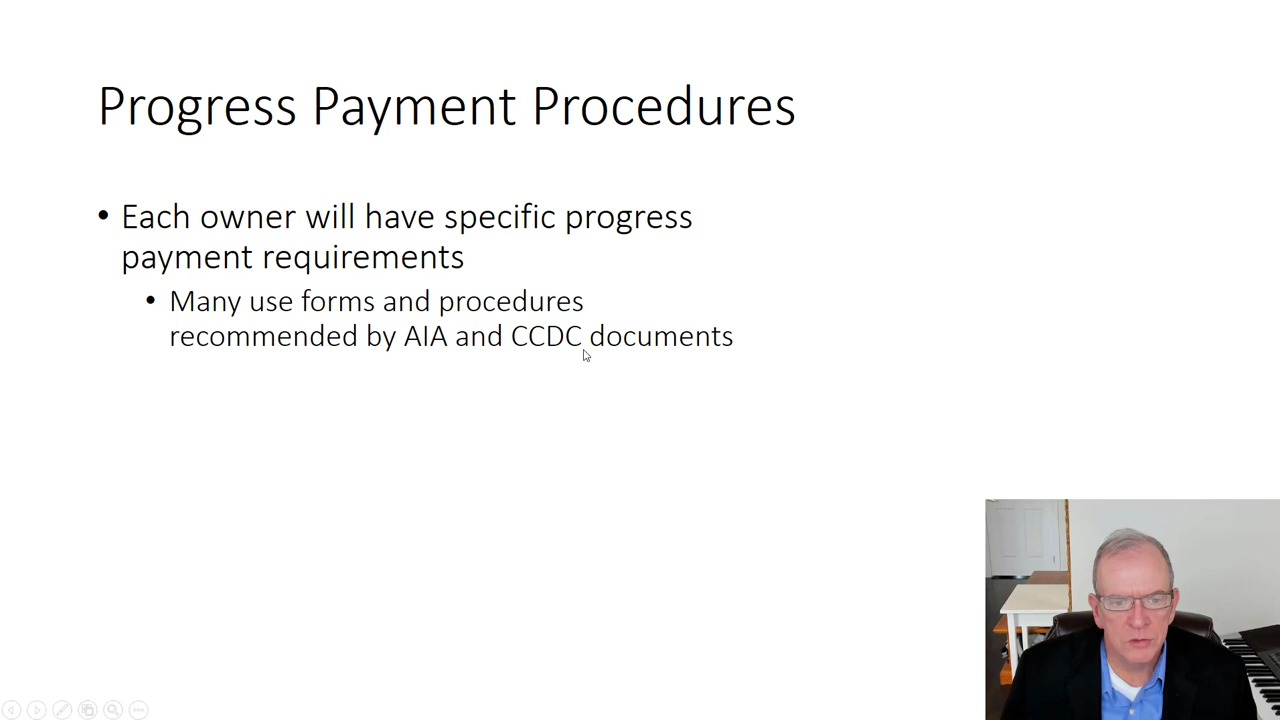 Progress Payment Procedures
• Each owner will have specific progress
payment requirements
• Many use forms and procedures
recommended by AIA and CCDC documents